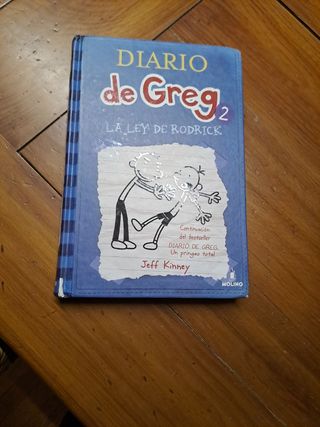 DIARIO
de Greg 2
LA LEY DE RODRICK
Continuación
del bestseller
DIARIO DE GREG,
Un pringao total
Jeff Kinney
MOLINO